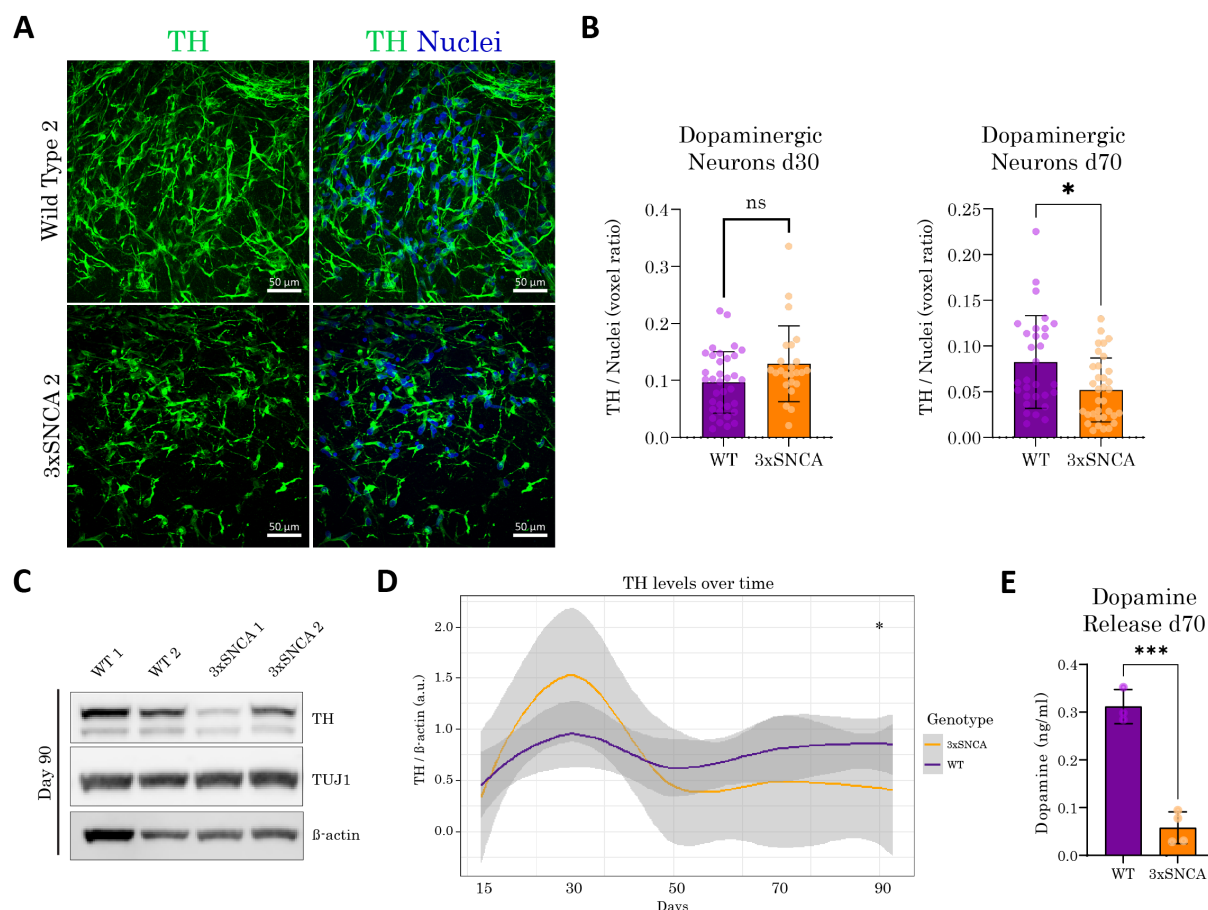 A
TH
TH Nuclei
Wild Type 2
50 µm
50 µm
3xSNCA 2
50 µm
50 µm
B
Dopaminergic
Neurons d30
TH / Nuclei (voxel ratio)
0.4
0.3
0.2
0.1
0.0
ns
WT
3xSNCA
Dopaminergic
Neurons d70
TH / Nuclei (voxel ratio)
0.25
0.20
0.15
0.10
0.05
0.00
*
WT
3xSNCA
C
WT 1
WT 2
3xSNCA 1
3xSNCA 2
Day 90
TH
TUJ1
ß-actin
D
TH levels over time
TH / ß-actin (a.u.)
2.0
1.5
1.0
0.5
0.0
*
15
30
50
70
90
Days
Genotype
3xSNCA
WT
E
Dopamine
Release d70
***
Dopamine (ng/ml)
0.4
0.3
0.2
0.1
0.0
WT
3xSNCA